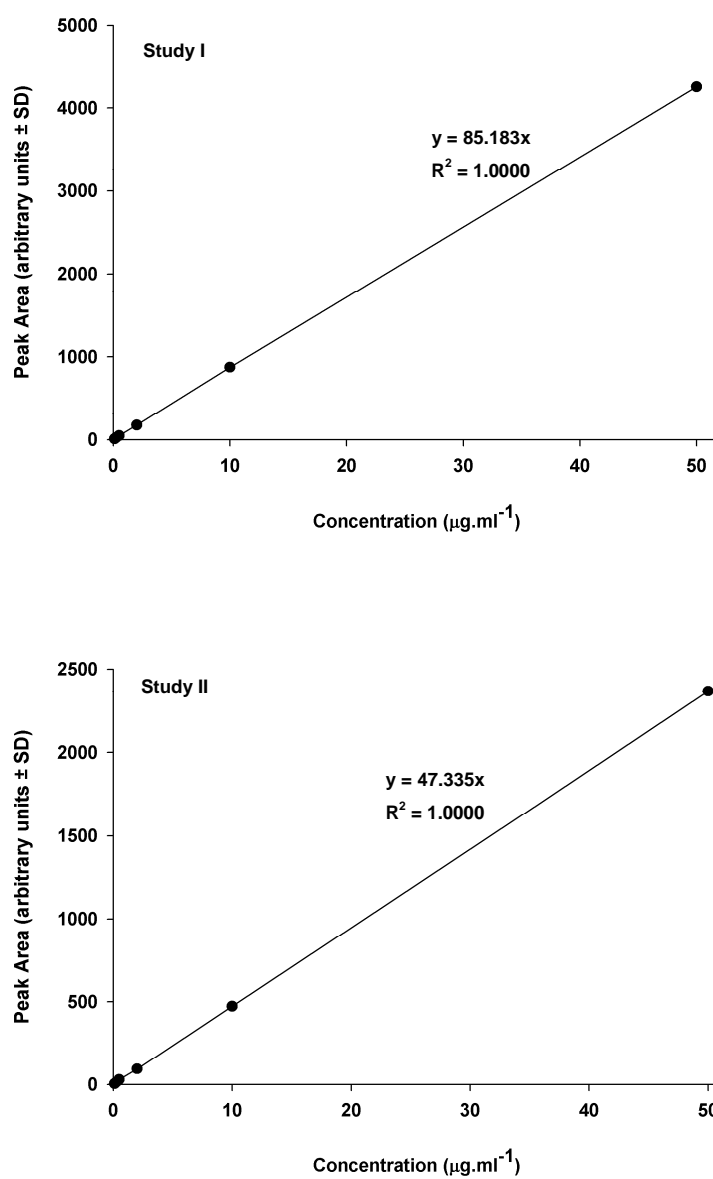 5000
Study I
4000
y = 85.183x
R² = 1.0000
3000
2000
1000
0
Peak Area (arbitrary units ± SD)
0 10 20 30 40 50
Concentration (μg.ml⁻¹)
2500
Study II
2000
y = 47.335x
R² = 1.0000
1500
1000
500
0
Peak Area (arbitrary units ± SD)
0 10 20 30 40 50
Concentration (μg.ml⁻¹)